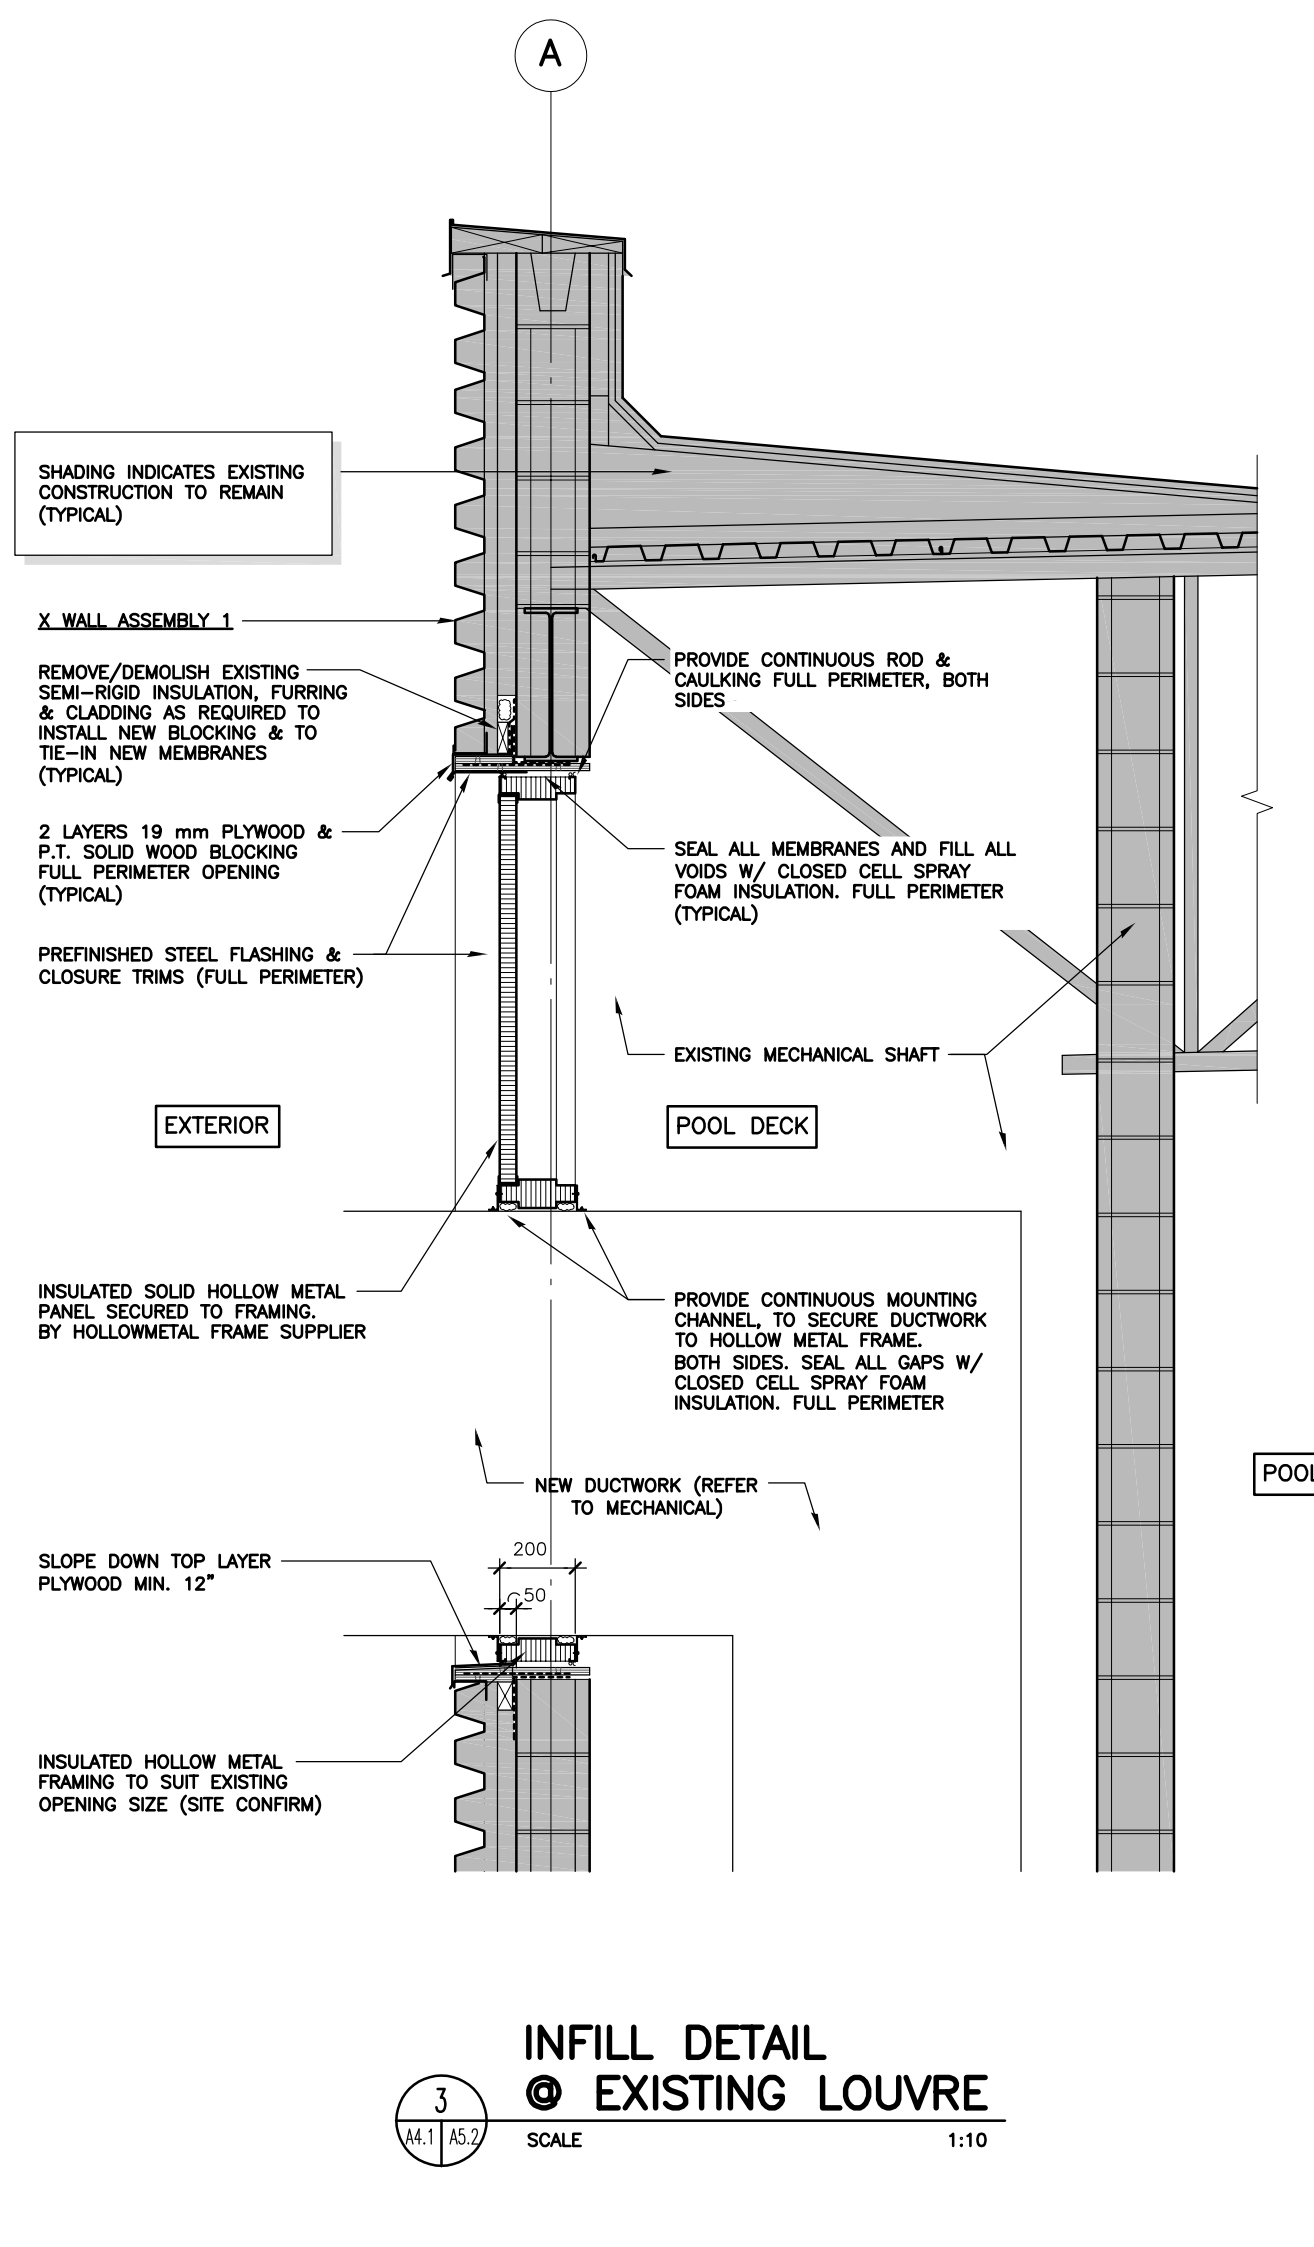 A
SHADING INDICATES EXISTING
CONSTRUCTION TO REMAIN
(TYPICAL)
X WALL ASSEMBLY 1
REMOVE/DEMOLISH EXISTING
SEMI-RIGID INSULATION, FURRING
& CLADDING AS REQUIRED TO
INSTALL NEW BLOCKING & TO
TIE-IN NEW MEMBRANES
(TYPICAL)
PROVIDE CONTINUOUS ROD &
CAULKING FULL PERIMETER, BOTH
SIDES
2 LAYERS 19 mm PLYWOOD &
P.T. SOLID WOOD BLOCKING
FULL PERIMETER OPENING
(TYPICAL)
SEAL ALL MEMBRANES AND FILL ALL
VOIDS W/ CLOSED CELL SPRAY
FOAM INSULATION. FULL PERIMETER
(TYPICAL)
PREFINISHED STEEL FLASHING &
CLOSURE TRIMS (FULL PERIMETER)
EXISTING MECHANICAL SHAFT
EXTERIOR
POOL DECK
INSULATED SOLID HOLLOW METAL
PANEL SECURED TO FRAMING.
BY HOLLOWMETAL FRAME SUPPLIER
PROVIDE CONTINUOUS MOUNTING
CHANNEL, TO SECURE DUCTWORK
TO HOLLOW METAL FRAME.
BOTH SIDES. SEAL ALL GAPS W/
CLOSED CELL SPRAY FOAM
INSULATION. FULL PERIMETER
NEW DUCTWORK (REFER
TO MECHANICAL)
SLOPE DOWN TOP LAYER
PLYWOOD MIN. 12"
200
50
INSULATED HOLLOW METAL
FRAMING TO SUIT EXISTING
OPENING SIZE (SITE CONFIRM)
INFILL DETAIL
@ EXISTING LOUVRE
3
A4.1 A5.2
SCALE 1:10